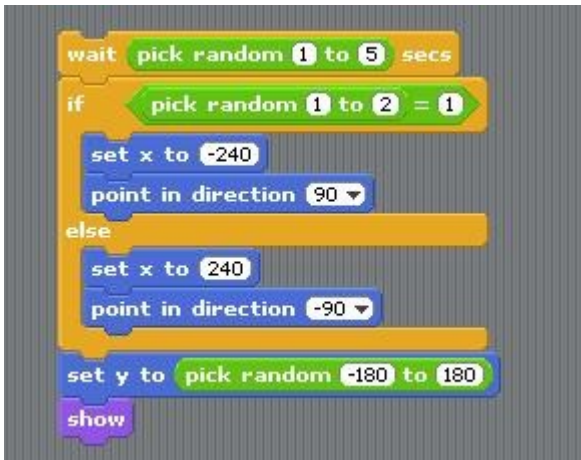 wait pick random 1 to 5 secs
if pick random 1 to 2 = 1
set x to -240
point in direction 90
else
set x to 240
point in direction -90
set y to pick random -180 to 180
show